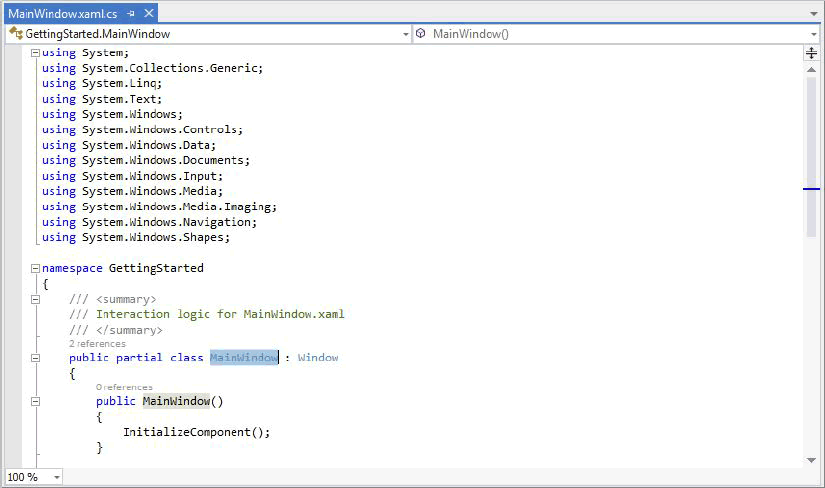 MainWindow.xaml.cs
GettingStarted.MainWindow MainWindow()
using System;
using System.Collections.Generic;
using System.Linq;
using System.Text;
using System.Windows;
using System.Windows.Controls;
using System.Windows.Data;
using System.Windows.Documents;
using System.Windows.Input;
using System.Windows.Media;
using System.Windows.Media.Imaging;
using System.Windows.Navigation;
using System.Windows.Shapes;
namespace GettingStarted
{
/// <summary>
/// Interaction logic for MainWindow.xaml
/// </summary>
2 references
public partial class MainWindow : Window
{
0 references
public MainWindow()
{
InitializeComponent();
}
100 %